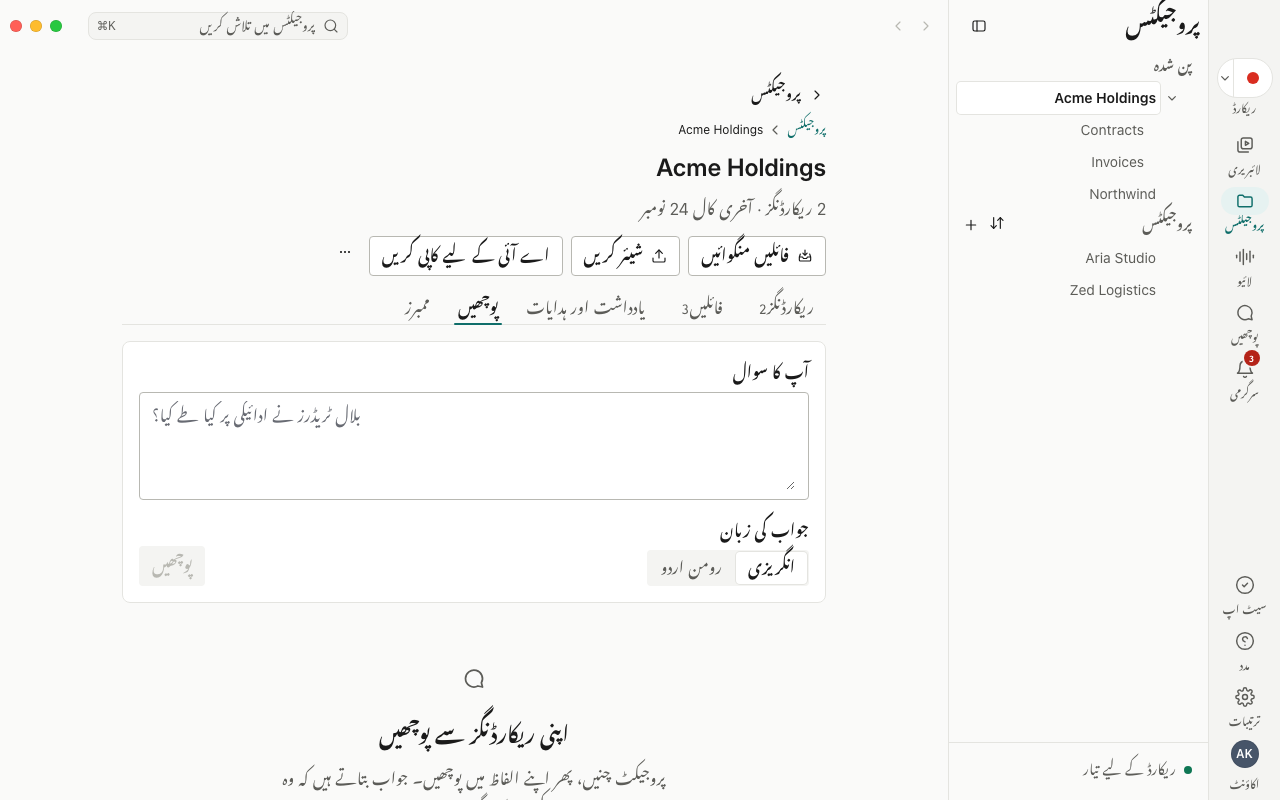 ریکارڈ
لائبریری
پروجیکٹس
لائیو
پوچھیں
3
سرگرمی
سیٹ اپ
مدد
ترتیبات
AK
اکاؤنٹ
پروجیکٹس
پن شدہ
Acme Holdings
Contracts
Invoices
Northwind
پروجیکٹس
Aria Studio
Zed Logistics
ریکارڈ کے لیے تیار
پروجیکٹس میں تلاش کریں ⌘K
پروجیکٹس
پروجیکٹس Acme Holdings
Acme Holdings
2 ریکارڈنگز · آخری کال 24 نومبر
فائلیں منگوائیں شیئر کریں اے آئی کے لیے کاپی کریں ...
ریکارڈنگز2 فائلیں3 یادداشت اور ہدایات پوچھیں ممبرز
آپ کا سوال
بلال ٹریڈرز نے ادائیگی پر کیا طے کیا؟
جواب کی زبان
انگریزی رومن اردو پوچھیں
اپنی ریکارڈنگز سے پوچھیں
پروجیکٹ چنیں، پھر اپنے الفاظ میں پوچھیں۔ جواب بتاتے ہیں کہ وہ